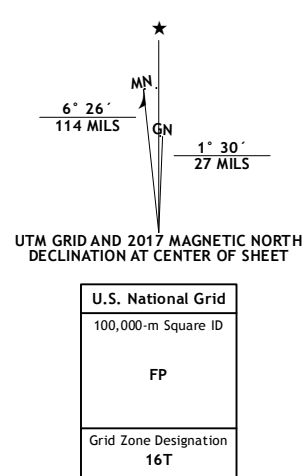 ★
MN
6° 26´
114 MILS
GN
1° 30´
27 MILS
UTM GRID AND 2017 MAGNETIC NORTH
DECLINATION AT CENTER OF SHEET
U.S. National Grid
100,000-m Square ID
FP
Grid Zone Designation
16T